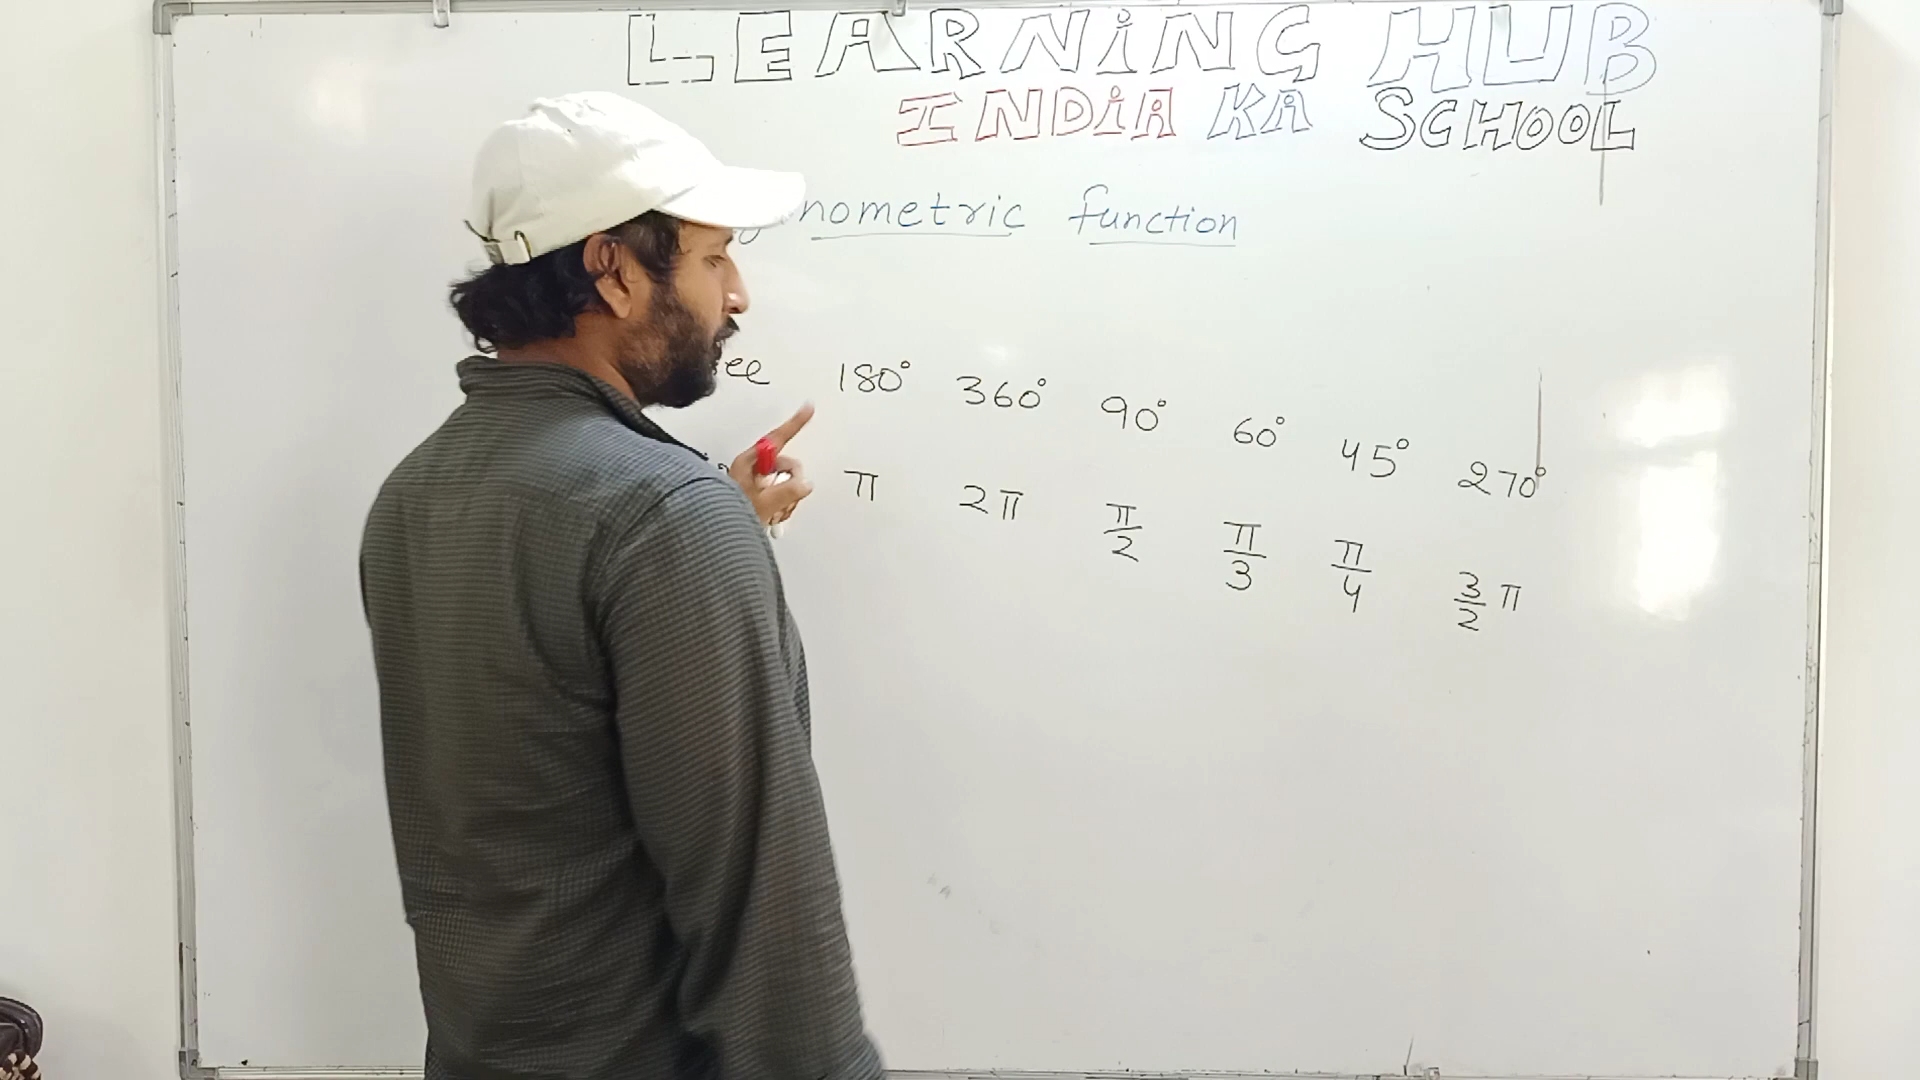 LEARNING HUB
INDIA KA SCHOOL
nometric function
ee 180° 360° 90° 60° 45° 270°
π 2π π/2 π/3 π/4 3/2 π